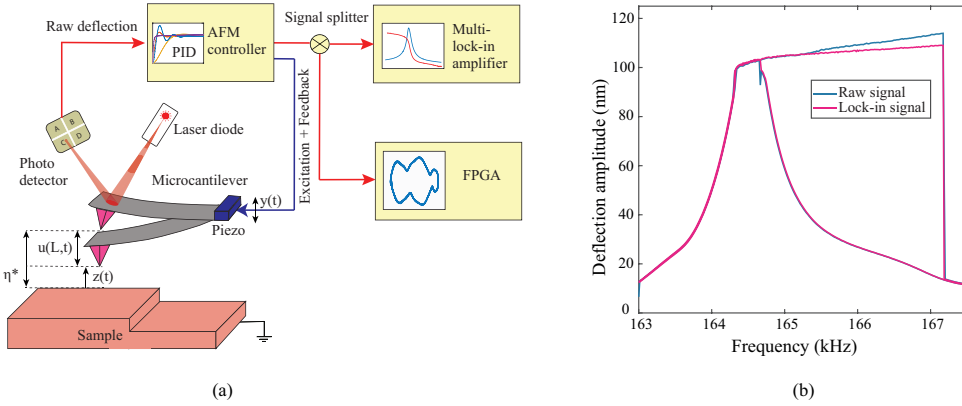 Raw deflection
PID
AFM
controller
Signal splitter
Multi-
lock-in
amplifier
Excitation + Feedback
A
B
C
D
Laser diode
Photo
detector
Microcantilever
y(t)
Piezo
FPGA
u(L,t)
η*
z(t)
Sample
(a)
120
100
80
60
40
20
0
Deflection amplitude (nm)
Raw signal
Lock-in signal
163 164 165 166 167
Frequency (kHz)
(b)